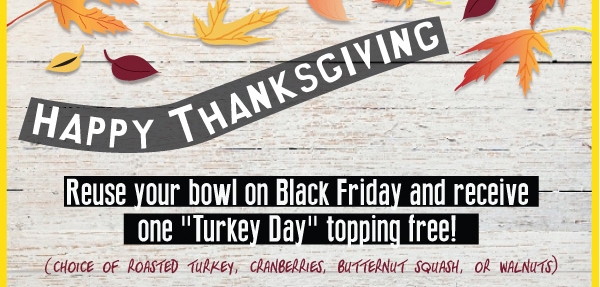 Happy Thanksgiving
Reuse your bowl on Black Friday and receive
one "Turkey Day" topping free!
(CHOICE OF ROASTED TURKEY, CRANBERRIES, BUTTERNUT SQUASH, OR WALNUTS)